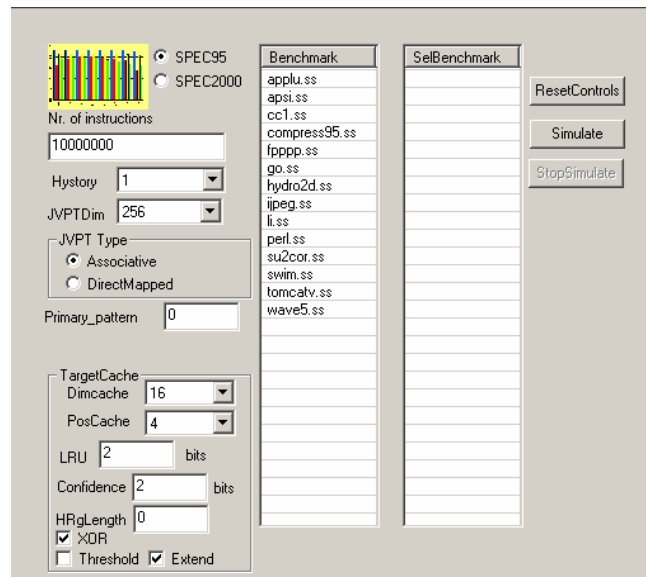 SPEC95
SPEC2000
Nr. of instructions
10000000
Hystory 1
JVPTDim 256
JVPT Type
Associative
DirectMapped
Primary_pattern 0
TargetCache
Dimcache 16
PosCache 4
LRU 2 bits
Confidence 2 bits
HRgLength 0
XOR
Threshold Extend
Benchmark
applu.ss
apsi.ss
cc1.ss
compress95.ss
fpppp.ss
go.ss
hydro2d.ss
ijpeg.ss
li.ss
perl.ss
su2cor.ss
swim.ss
tomcatv.ss
wave5.ss
SelBenchmark
ResetControls
Simulate
StopSimulate